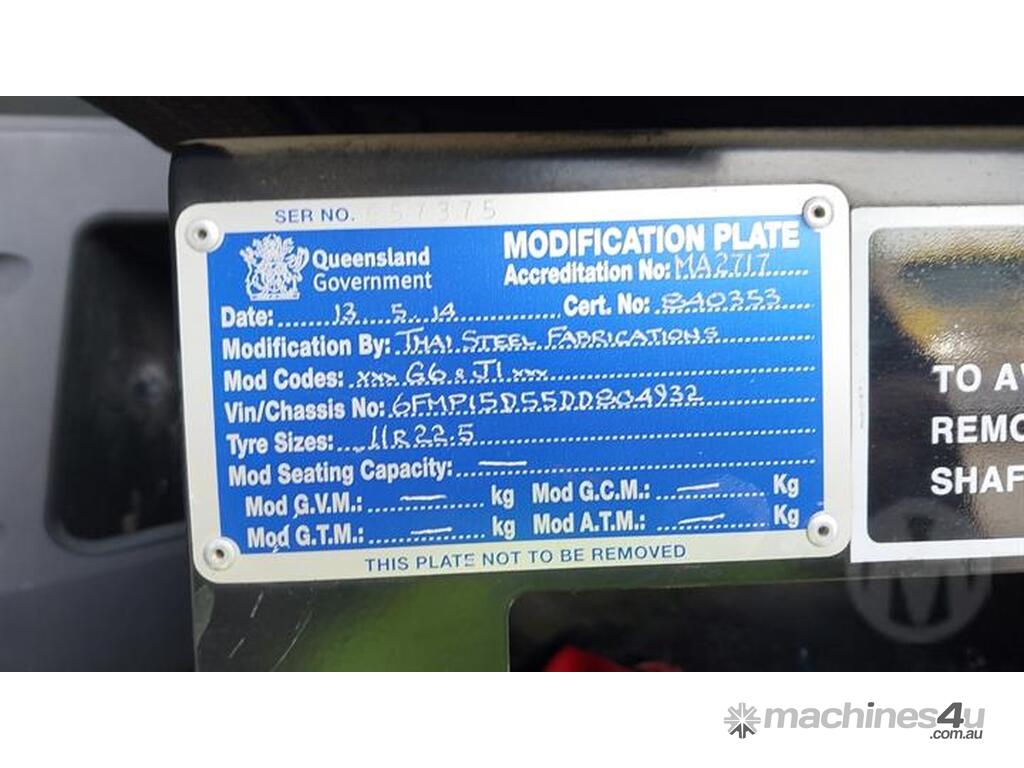 SER NO. 657375
Queensland Government
MODIFICATION PLATE
Accreditation No: MA2717
Date: 13.5.14 Cert. No: 8A0353
Modification By: THAI STEEL FABRICATIONS
Mod Codes: xxx G6 & J1 xxx
Vin/Chassis No: 6FMP15D55DD804932
Tyre Sizes: 11R22.5
Mod Seating Capacity: —
Mod G.V.M.: — kg Mod G.C.M.: — Kg
Mod G.T.M.: — kg Mod A.T.M.: — Kg
THIS PLATE NOT TO BE REMOVED
TO AV
REMO
SHAF
machines4u
.com.au